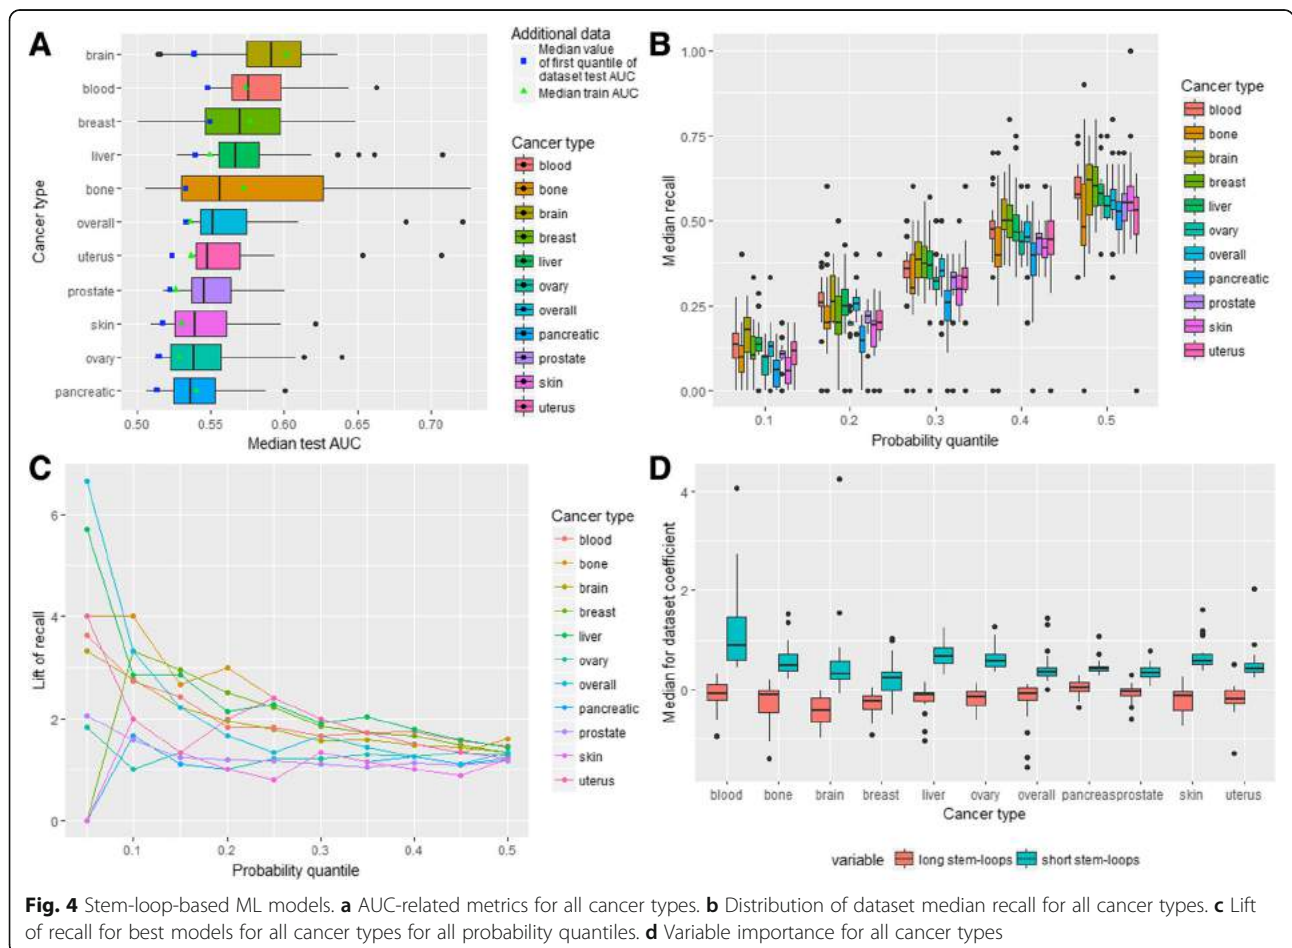 A
brain
blood
breast
liver
bone
overall
uterus
prostate
skin
ovary
pancreatic
Cancer type
0.50 0.55 0.60 0.65 0.70
Median test AUC
Additional data
Median value
of first quantile of
dataset test AUC
Median train AUC
Cancer type
blood
bone
brain
breast
liver
ovary
overall
pancreatic
prostate
skin
uterus
B
1.00
0.75
0.50
0.25
0.00
Median recall
0.1 0.2 0.3 0.4 0.5
Probability quantile
Cancer type
blood
bone
brain
breast
liver
ovary
overall
pancreatic
prostate
skin
uterus
C
6
4
2
0
Lift of recall
0.1 0.2 0.3 0.4 0.5
Probability quantile
Cancer type
blood
bone
brain
breast
liver
ovary
overall
pancreatic
prostate
skin
uterus
D
4
2
0
Median for dataset coefficient
blood bone brain breast liver ovary overall pancreas prostate skin uterus
Cancer type
variable long stem-loops short stem-loops
Fig. 4 Stem-loop-based ML models. a AUC-related metrics for all cancer types. b Distribution of dataset median recall for all cancer types. c Lift
of recall for best models for all cancer types for all probability quantiles. d Variable importance for all cancer types